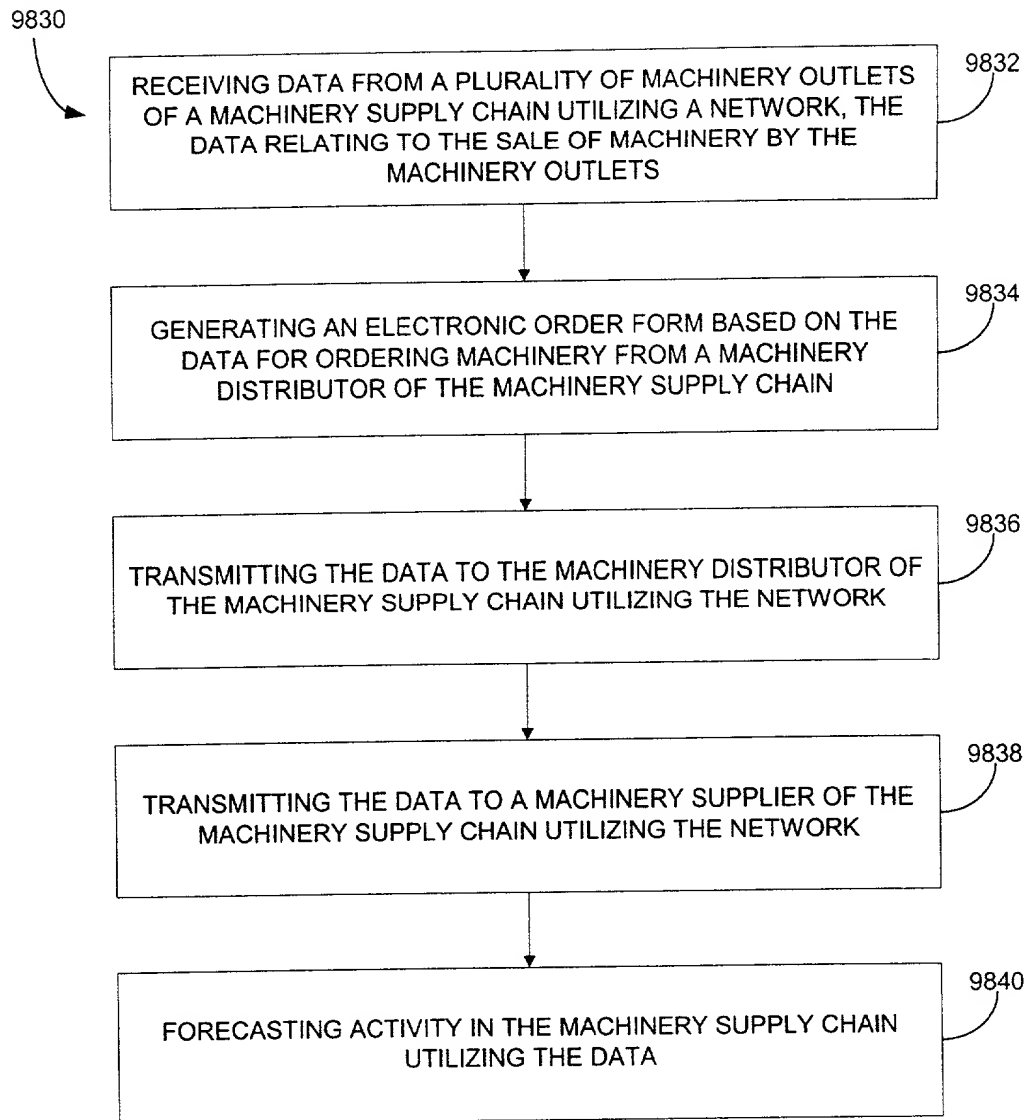 9830
RECEIVING DATA FROM A PLURALITY OF MACHINERY OUTLETS
OF A MACHINERY SUPPLY CHAIN UTILIZING A NETWORK, THE
DATA RELATING TO THE SALE OF MACHINERY BY THE
MACHINERY OUTLETS
9832
GENERATING AN ELECTRONIC ORDER FORM BASED ON THE
DATA FOR ORDERING MACHINERY FROM A MACHINERY
DISTRIBUTOR OF THE MACHINERY SUPPLY CHAIN
9834
TRANSMITTING THE DATA TO THE MACHINERY DISTRIBUTOR OF
THE MACHINERY SUPPLY CHAIN UTILIZING THE NETWORK
9836
TRANSMITTING THE DATA TO A MACHINERY SUPPLIER OF THE
MACHINERY SUPPLY CHAIN UTILIZING THE NETWORK
9838
FORECASTING ACTIVITY IN THE MACHINERY SUPPLY CHAIN
UTILIZING THE DATA
9840